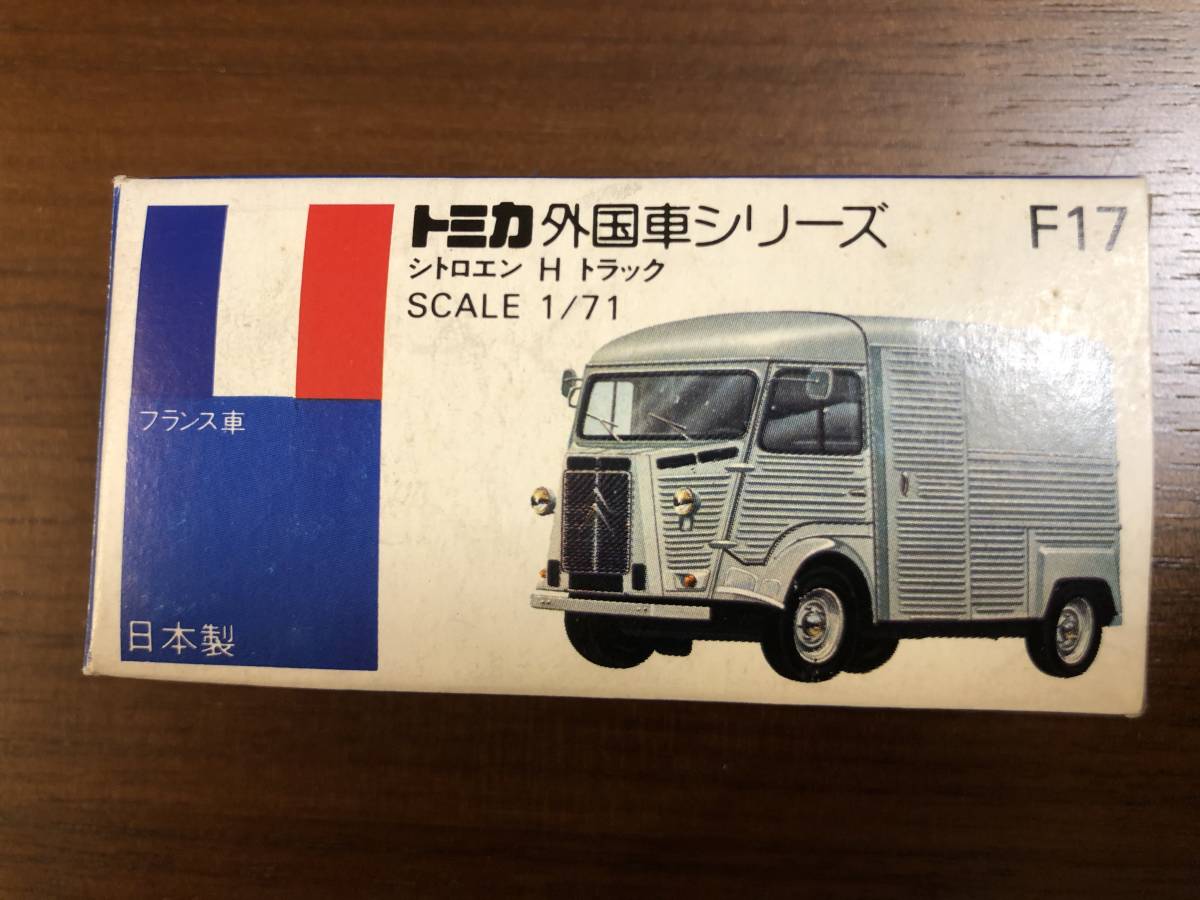 トミカ 外国車シリーズ F17
シトロエン H トラック
SCALE 1/71
フランス車
日本製